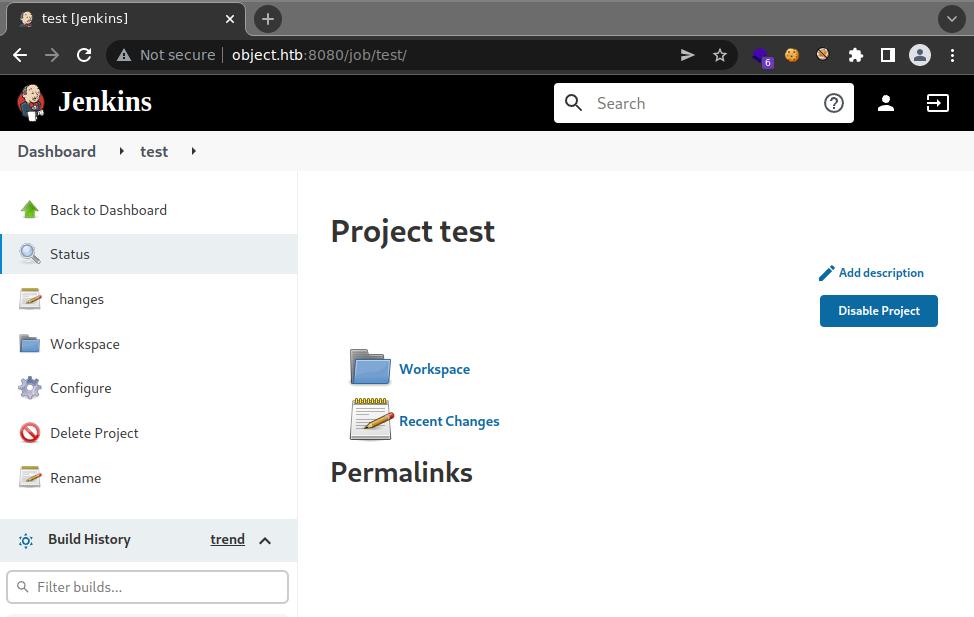 test [Jenkins]
Not secure object.htb:8080/job/test/
6
Jenkins
Search
Dashboard test
Back to Dashboard
Status
Changes
Workspace
Configure
Delete Project
Rename
Build History trend
Filter builds...
Project test
Add description
Disable Project
Workspace
Recent Changes
Permalinks